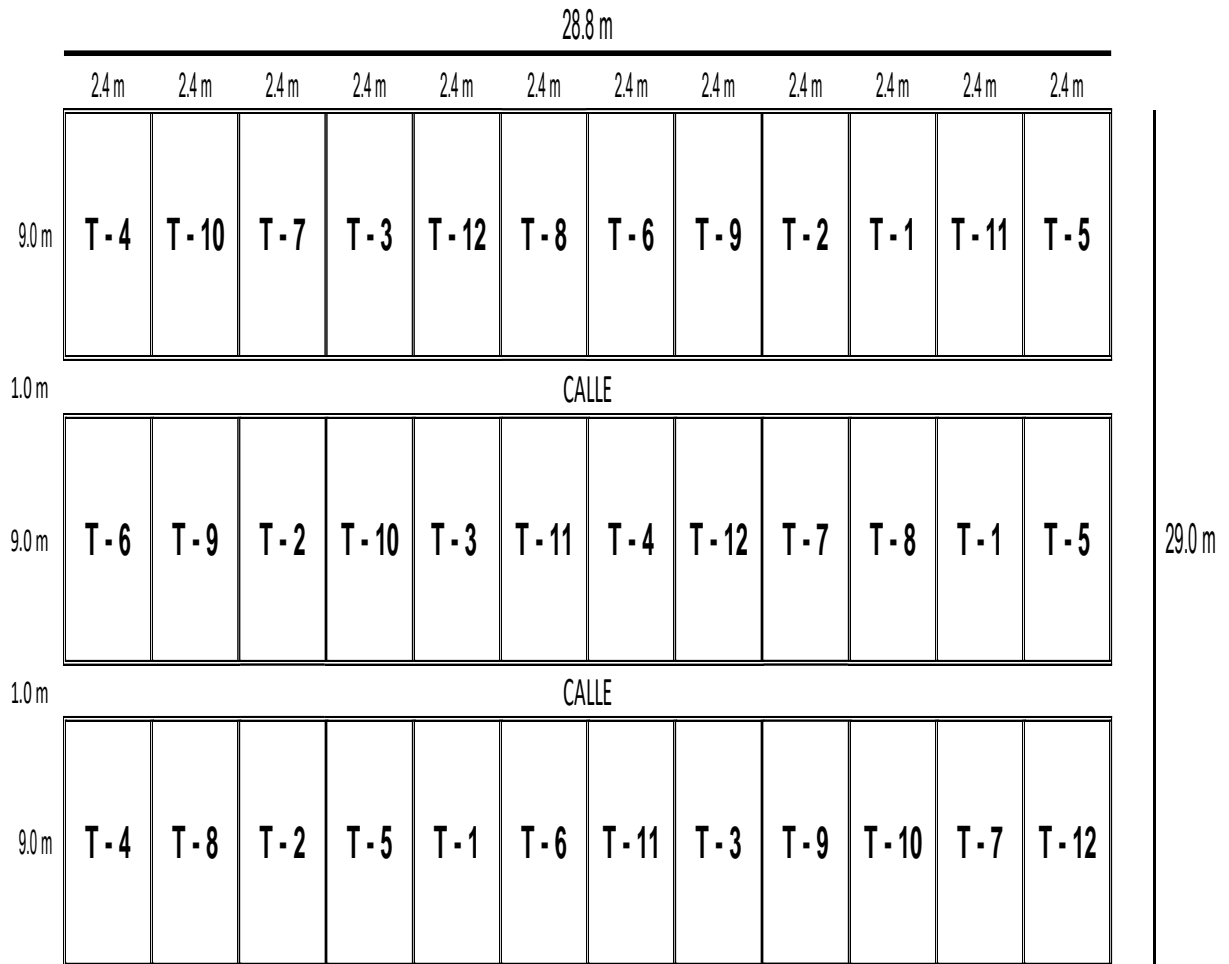 28.8 m
2.4 m 2.4 m 2.4 m 2.4 m 2.4 m 2.4 m 2.4 m 2.4 m 2.4 m 2.4 m 2.4 m 2.4 m
9.0 m T - 4 T - 10 T - 7 T - 3 T - 12 T - 8 T - 6 T - 9 T - 2 T - 1 T - 11 T - 5
1.0 m CALLE
9.0 m T - 6 T - 9 T - 2 T - 10 T - 3 T - 11 T - 4 T - 12 T - 7 T - 8 T - 1 T - 5 29.0 m
1.0 m CALLE
9.0 m T - 4 T - 8 T - 2 T - 5 T - 1 T - 6 T - 11 T - 3 T - 9 T - 10 T - 7 T - 12